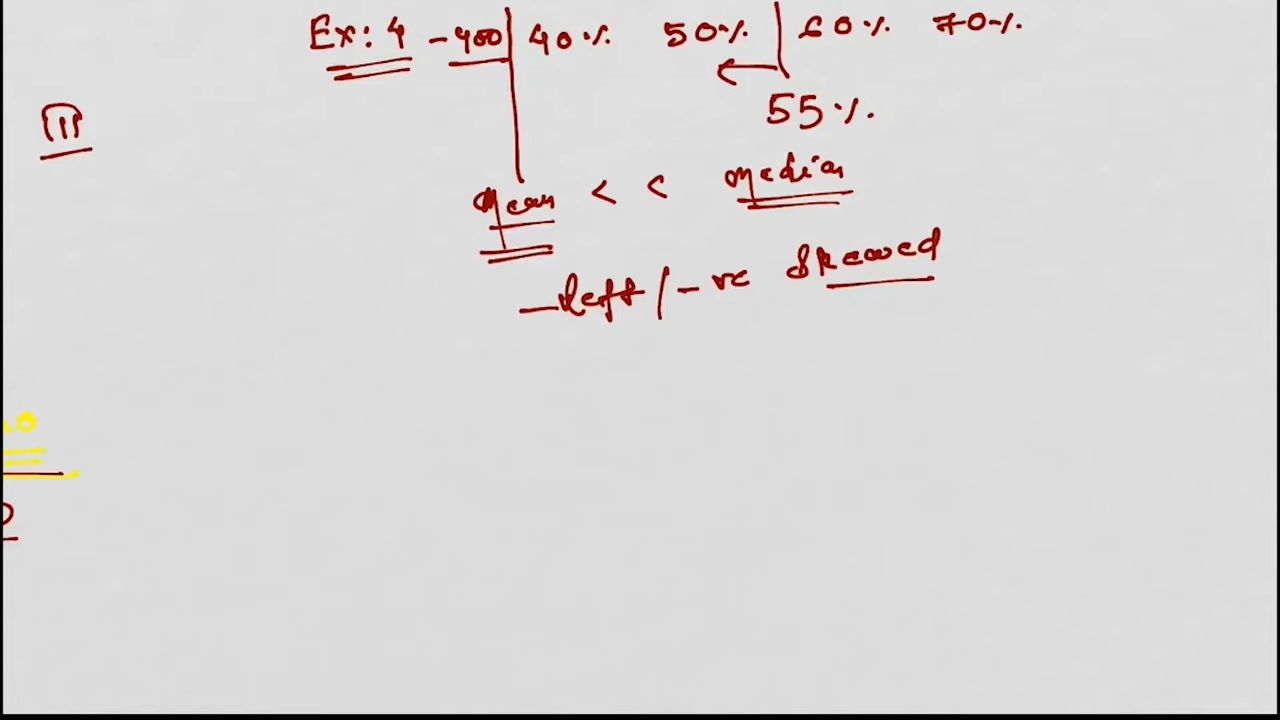 Ex: 4 -400 40% 50% 60% 70%
55%
III
mean < < median
- left / -ve skewed